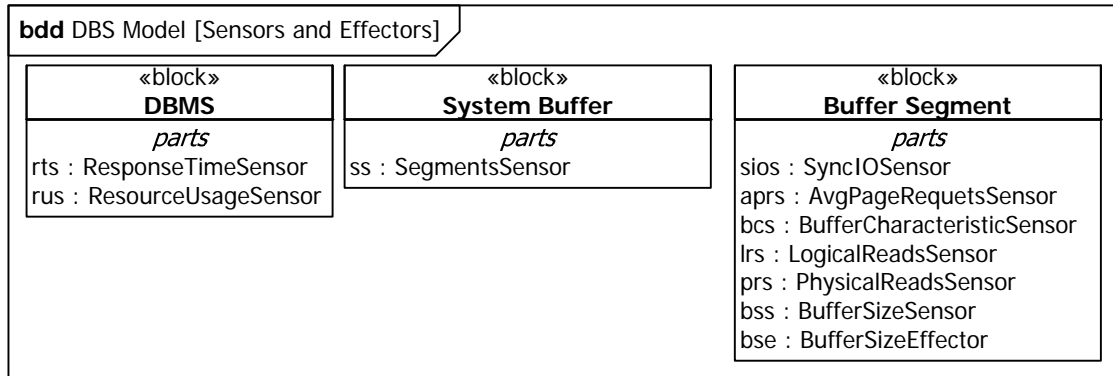 bdd DBS Model [Sensors and Effectors]
«block»
DBMS
parts
rts : ResponseTimeSensor
rus : ResourceUsageSensor
«block»
System Buffer
parts
ss : SegmentsSensor
«block»
Buffer Segment
parts
sios : SyncIOSensor
aprs : AvgPageRequetsSensor
bcs : BufferCharacteristicSensor
lrs : LogicalReadsSensor
prs : PhysicalReadsSensor
bss : BufferSizeSensor
bse : BufferSizeEffector